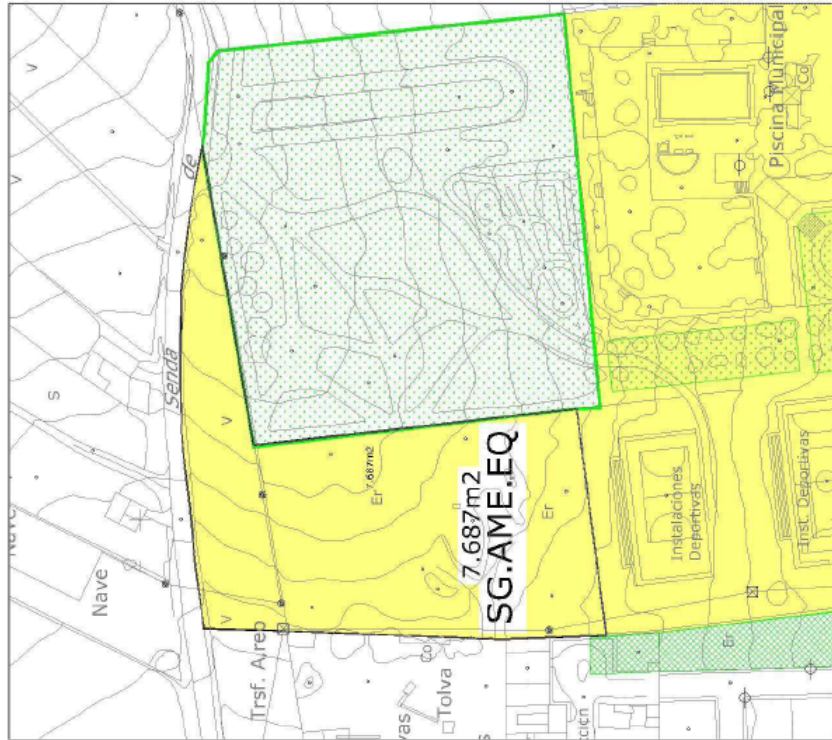 Senda de
V
V
S
Nave
Nave
V
V
V
Trsf. Aireo
7.687m2
Er
7.687m2
SG.AME.EQ
Er
Co
Tolva
Er
Instalaciones
Deportivas
Inst. Deportivas
Piscina Municipal
Co